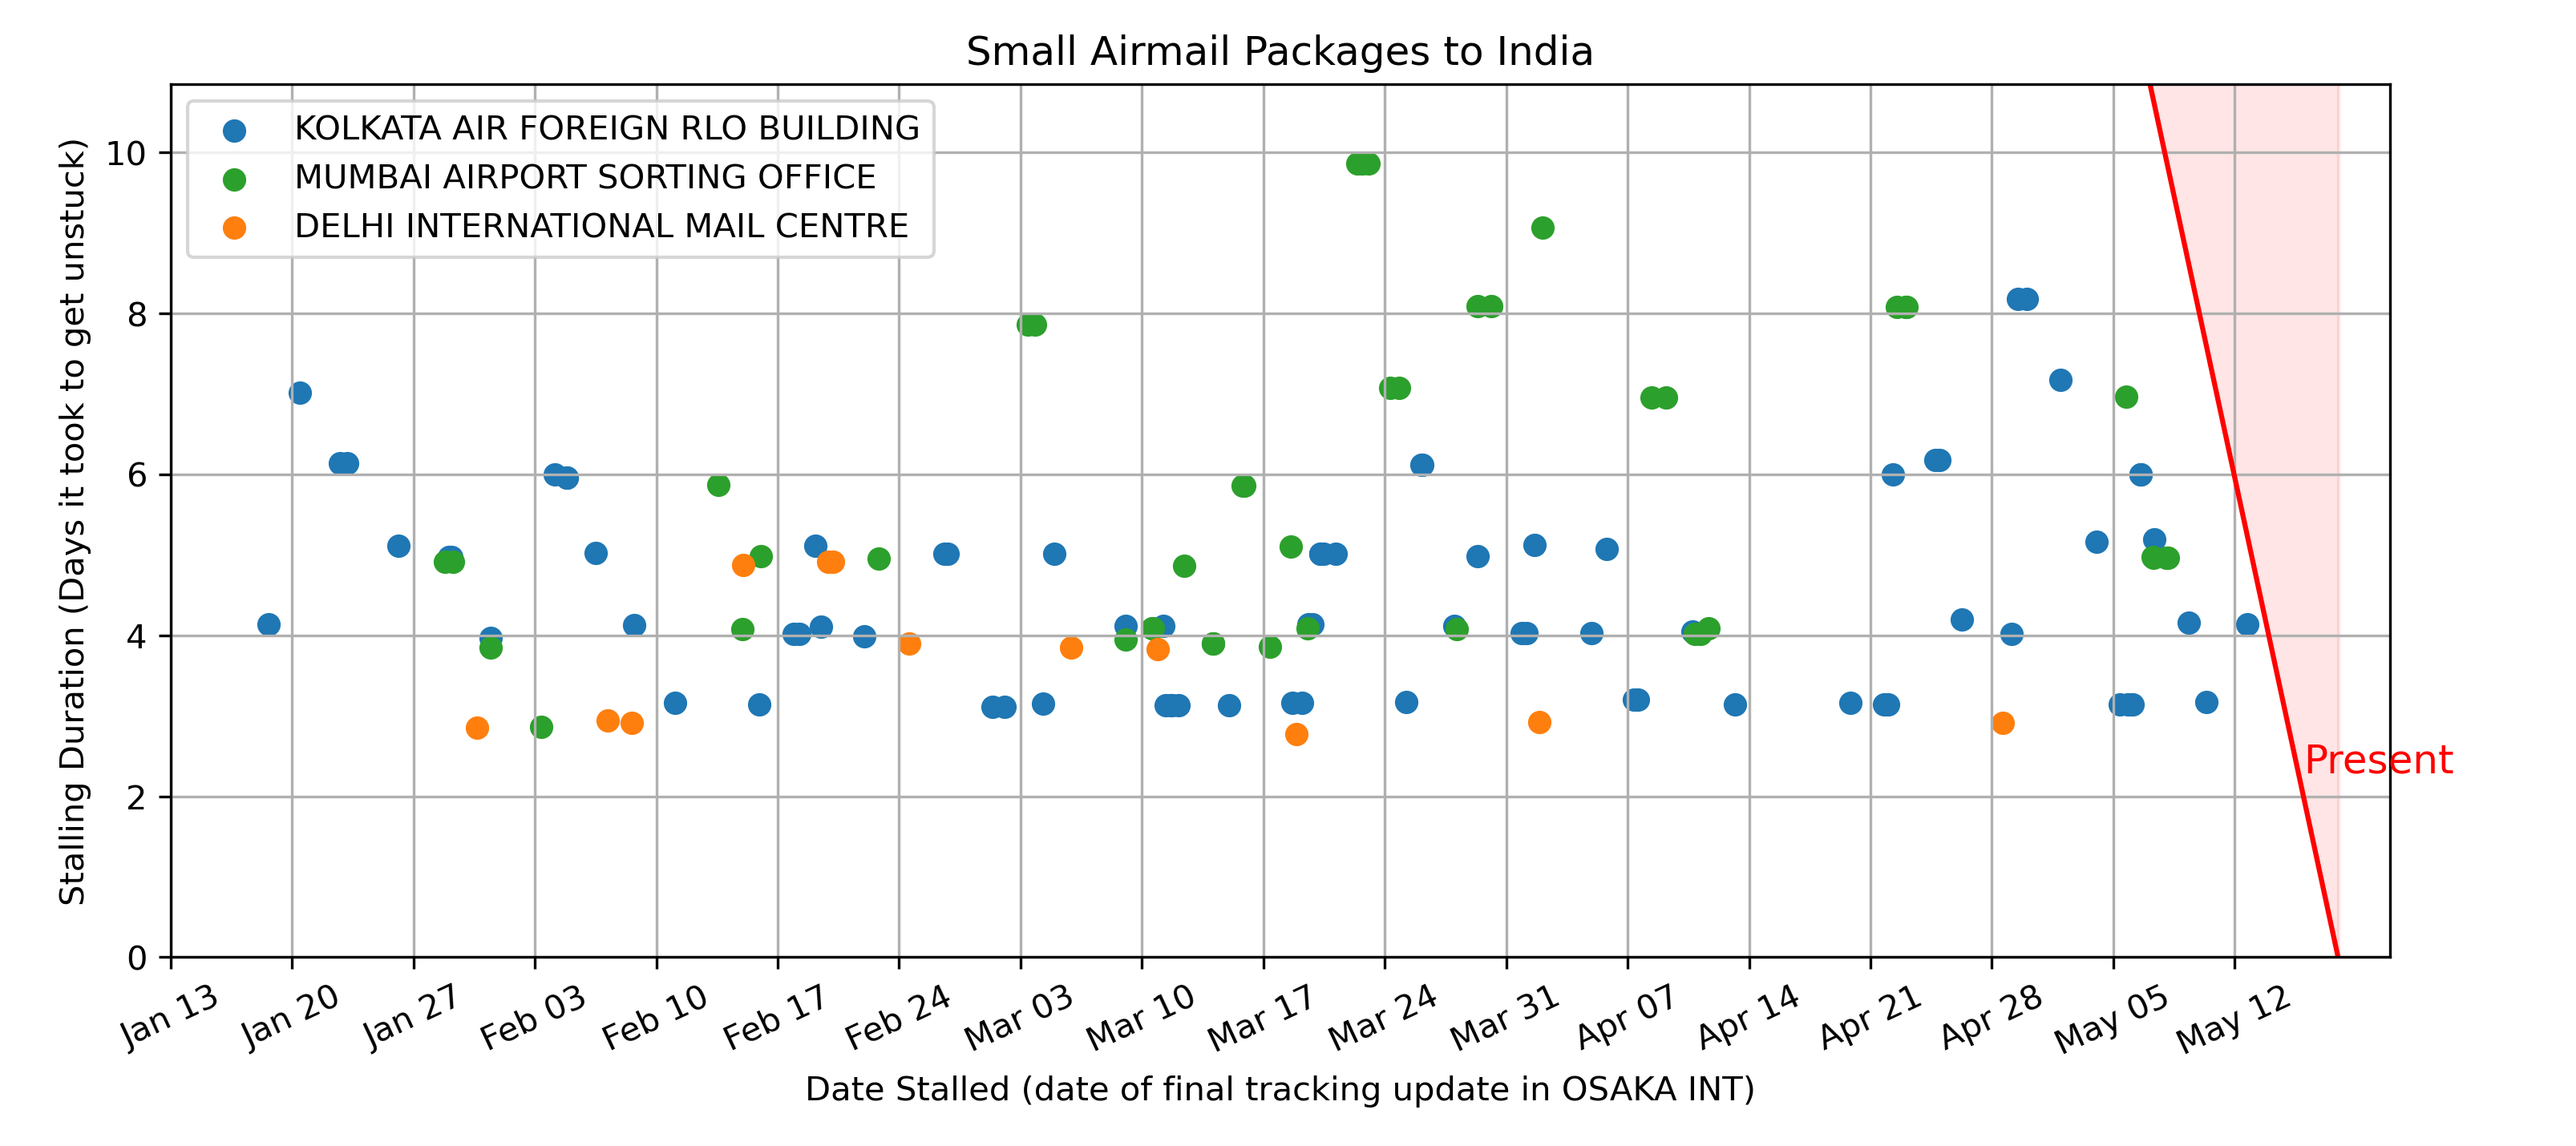 Small Airmail Packages to India
KOLKATA AIR FOREIGN RLO BUILDING
MUMBAI AIRPORT SORTING OFFICE
DELHI INTERNATIONAL MAIL CENTRE
Stalling Duration (Days it took to get unstuck)
10
8
6
4
2
0
Present
Jan 13
Jan 20
Jan 27
Feb 03
Feb 10
Feb 17
Feb 24
Mar 03
Mar 10
Mar 17
Mar 24
Mar 31
Apr 07
Apr 14
Apr 21
Apr 28
May 05
May 12
Date Stalled (date of final tracking update in OSAKA INT)